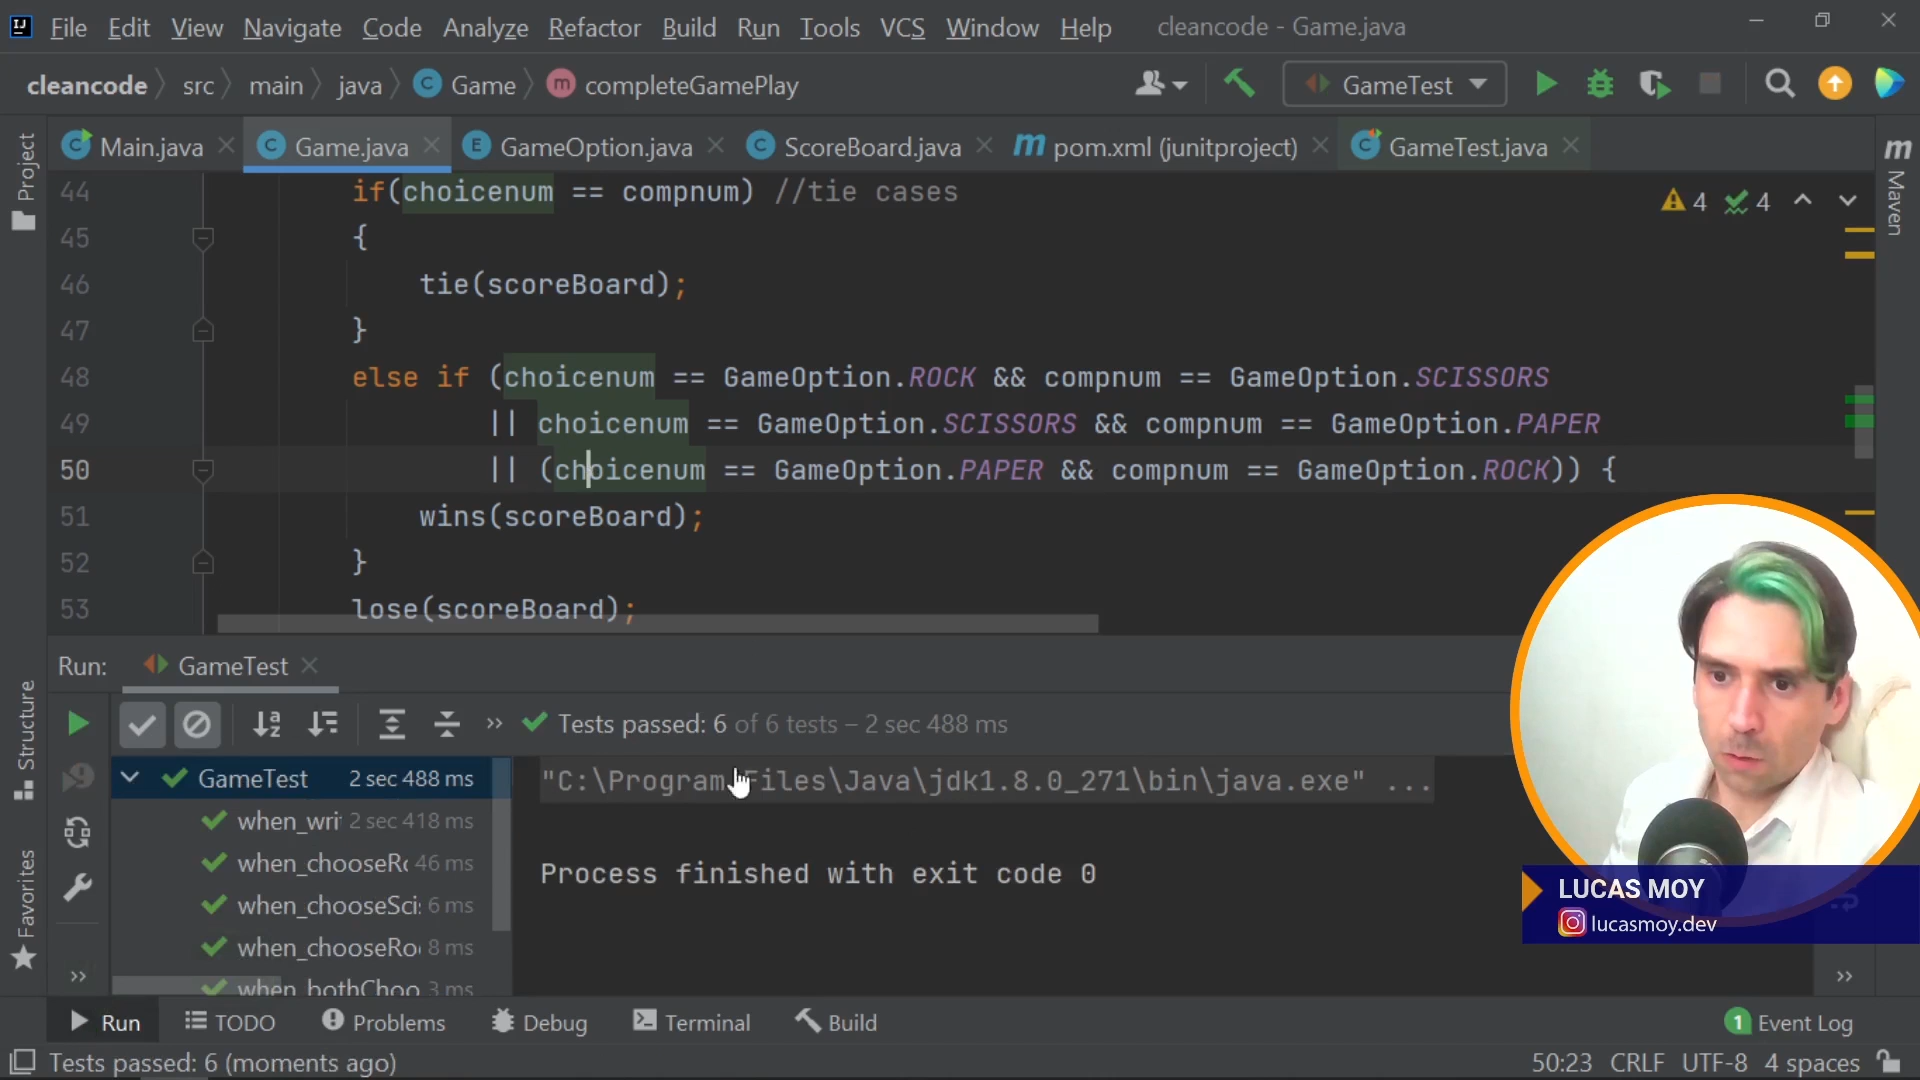 File Edit View Navigate Code Analyze Refactor Build Run Tools VCS Window Help cleancode - Game.java
cleancode src main java C Game m completeGamePlay GameTest
Project
C Main.java C Game.java E GameOption.java C ScoreBoard.java m pom.xml (junitproject) C GameTest.java m
Maven
44 if(choicenum == compnum) //tie cases 4 4
45 {
46 tie(scoreBoard);
47 }
48 else if (choicenum == GameOption.ROCK && compnum == GameOption.SCISSORS
49 || choicenum == GameOption.SCISSORS && compnum == GameOption.PAPER
50 || (choicenum == GameOption.PAPER && compnum == GameOption.ROCK)) {
51 wins(scoreBoard);
52 }
53 lose(scoreBoard);
Run: GameTest
Structure
Tests passed: 6 of 6 tests – 2 sec 488 ms
GameTest 2 sec 488 ms
"C:\Program Files\Java\jdk1.8.0_271\bin\java.exe" ...
when_wri 2 sec 418 ms
when_chooseRo 46 ms
Process finished with exit code 0
when_chooseSci 6 ms
when_chooseRo 8 ms
when_bothChoo 3 ms
Favorites
LUCAS MOY
lucasmoy.dev
Run TODO Problems Debug Terminal Build 1 Event Log
Tests passed: 6 (moments ago) 50:23 CRLF UTF-8 4 spaces